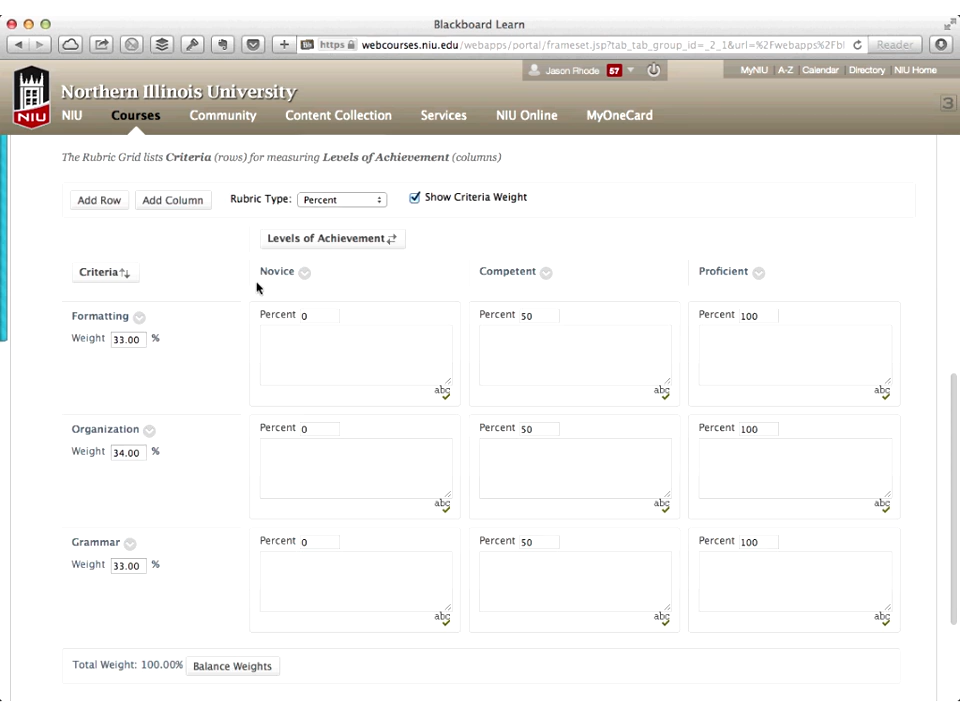 Blackboard Learn
https webcourses.niu.edu/webapps/portal/frameset.jsp?tab_tab_group_id=_2_1&url=%2Fwebapps%2Fbl
Reader
Jason Rhode 57
MyNIU A-Z Calendar Directory NIU Home
NIU
Northern Illinois University
3
NIU Courses Community Content Collection Services NIU Online MyOneCard
The Rubric Grid lists Criteria (rows) for measuring Levels of Achievement (columns)
Add Row Add Column Rubric Type: Percent Show Criteria Weight
Levels of Achievement
Criteria Novice Competent Proficient
Formatting Percent 0 Percent 50 Percent 100
Weight 33.00 %
abc abc abc
Organization Percent 0 Percent 50 Percent 100
Weight 34.00 %
abc abc abc
Grammar Percent 0 Percent 50 Percent 100
Weight 33.00 %
abc abc abc
Total Weight: 100.00% Balance Weights